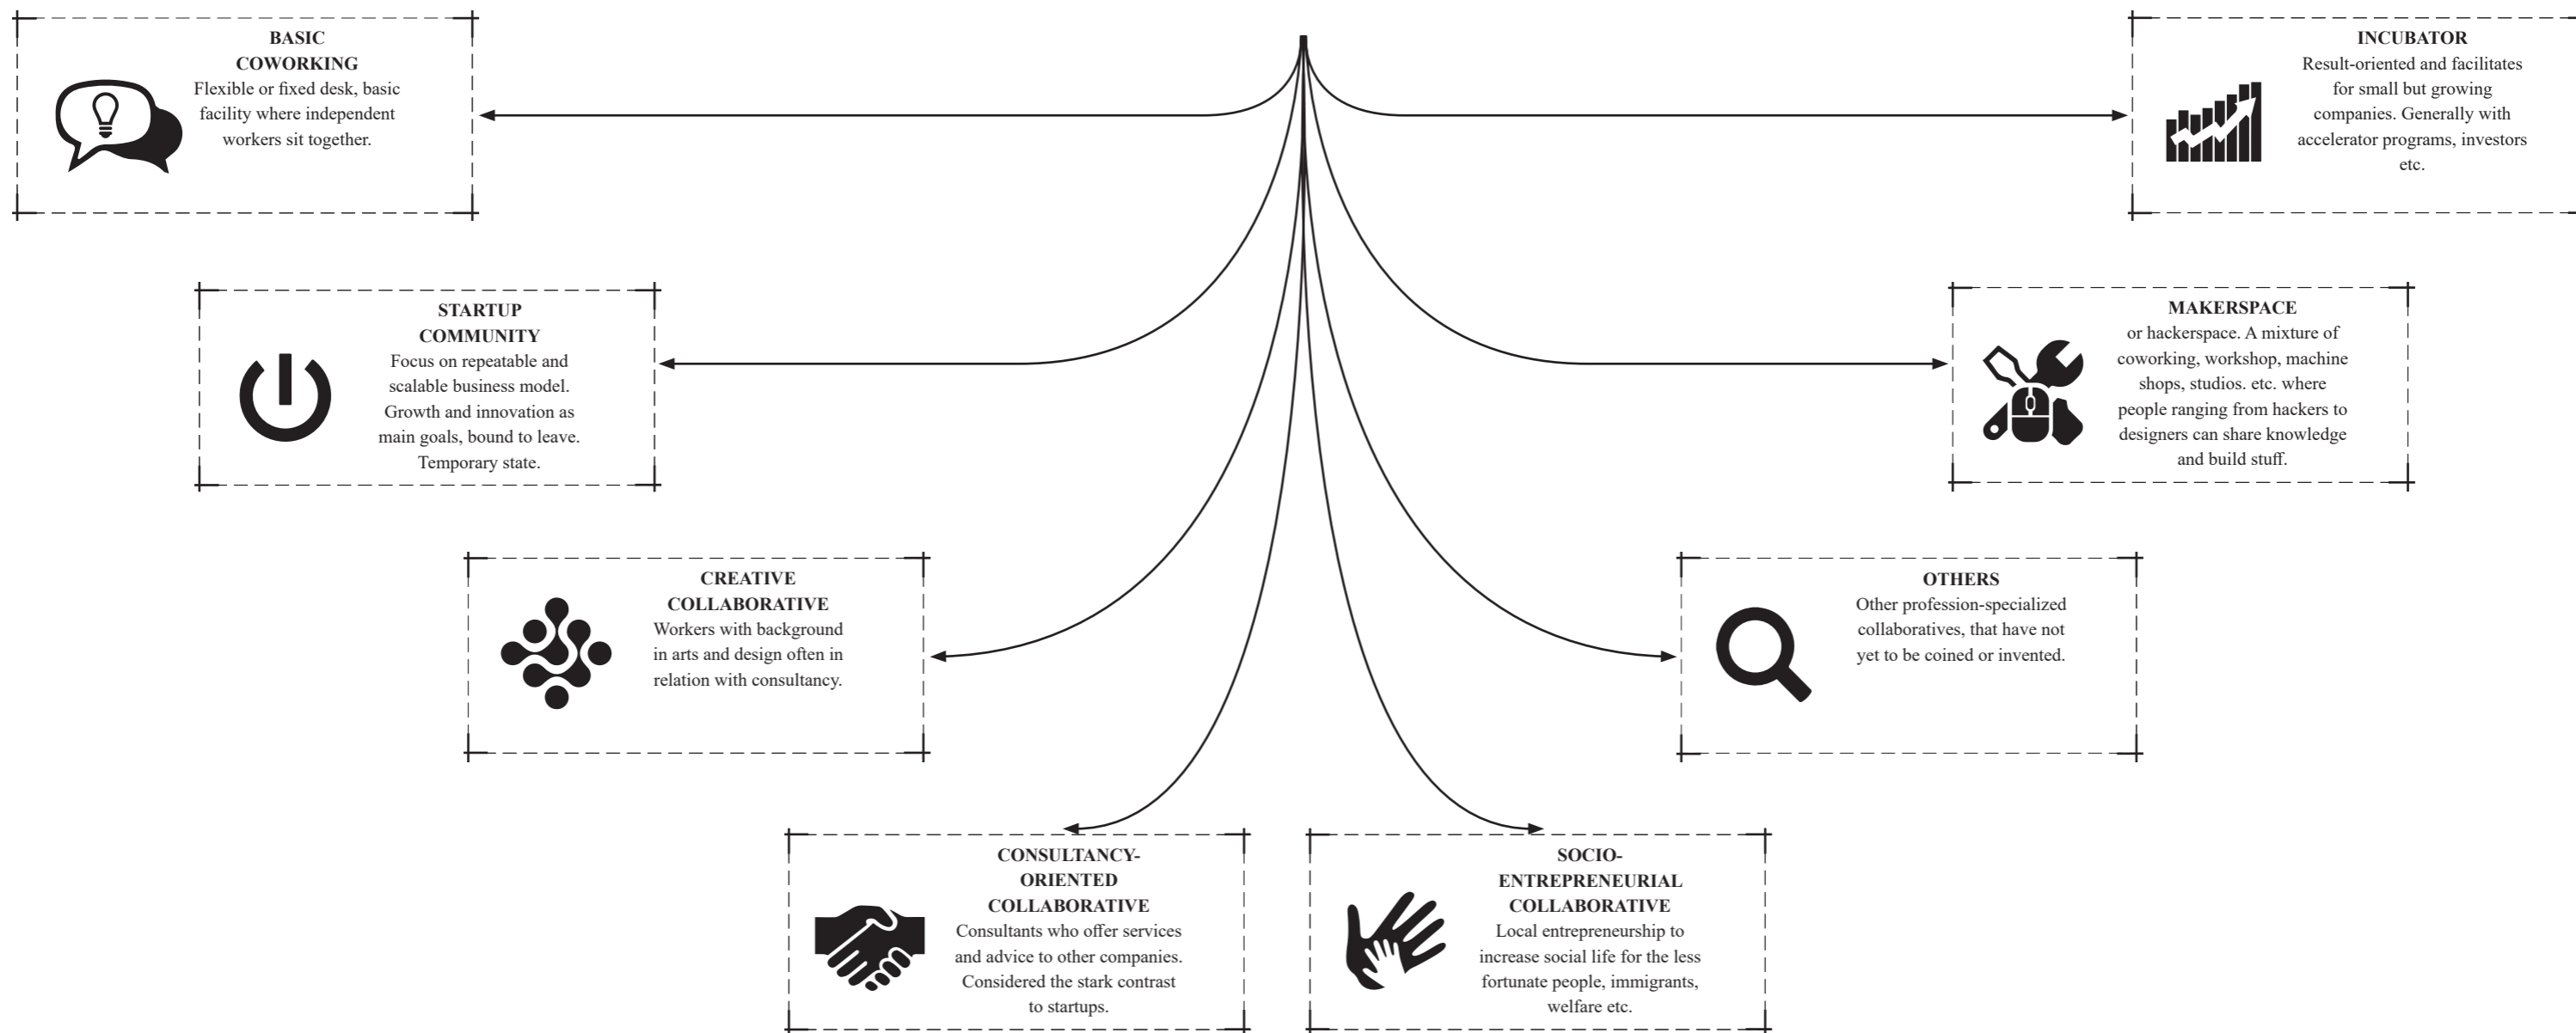 BASIC
COWORKING
Flexible or fixed desk, basic
facility where independent
workers sit together.
INCUBATOR
Result-oriented and facilitates
for small but growing
companies. Generally with
accelerator programs, investors
etc.
STARTUP
COMMUNITY
Focus on repeatable and
scalable business model.
Growth and innovation as
main goals, bound to leave.
Temporary state.
MAKERSPACE
or hackerspace. A mixture of
coworking, workshop, machine
shops, studios. etc. where
people ranging from hackers to
designers can share knowledge
and build stuff.
CREATIVE
COLLABORATIVE
Workers with background
in arts and design often in
relation with consultancy.
OTHERS
Other profession-specialized
collaboratives, that have not
yet to be coined or invented.
CONSULTANCY-
ORIENTED
COLLABORATIVE
Consultants who offer services
and advice to other companies.
Considered the stark contrast
to startups.
SOCIO-
ENTREPRENEURIAL
COLLABORATIVE
Local entrepreneurship to
increase social life for the less
fortunate people, immigrants,
welfare etc.